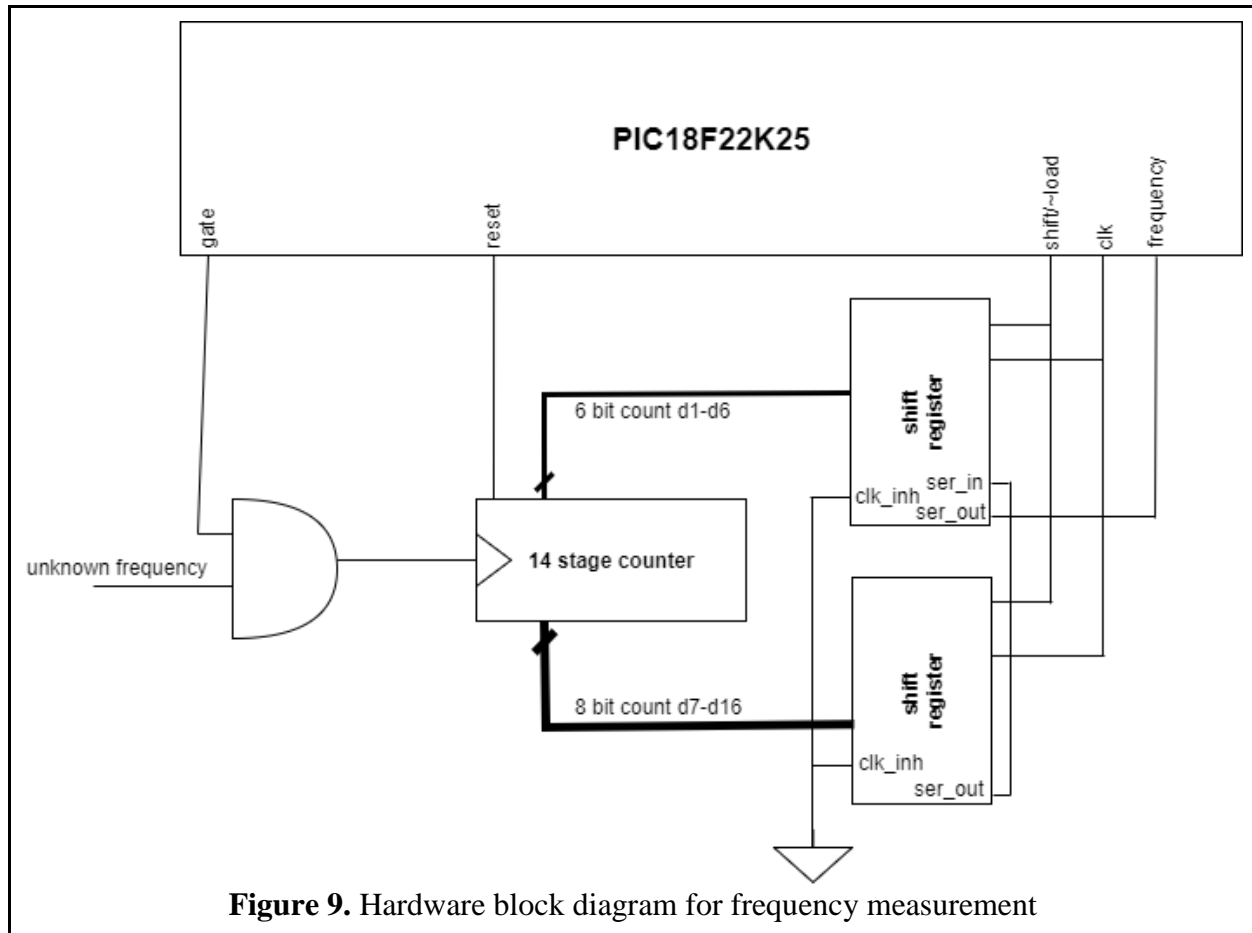 PIC18F22K25
gate
reset
shift/~load
clk
frequency
6 bit count d1-d6
shift
register
ser_in
clk_inh
ser_out
unknown frequency
14 stage counter
8 bit count d7-d16
shift
register
clk_inh
ser_out
Figure 9. Hardware block diagram for frequency measurement